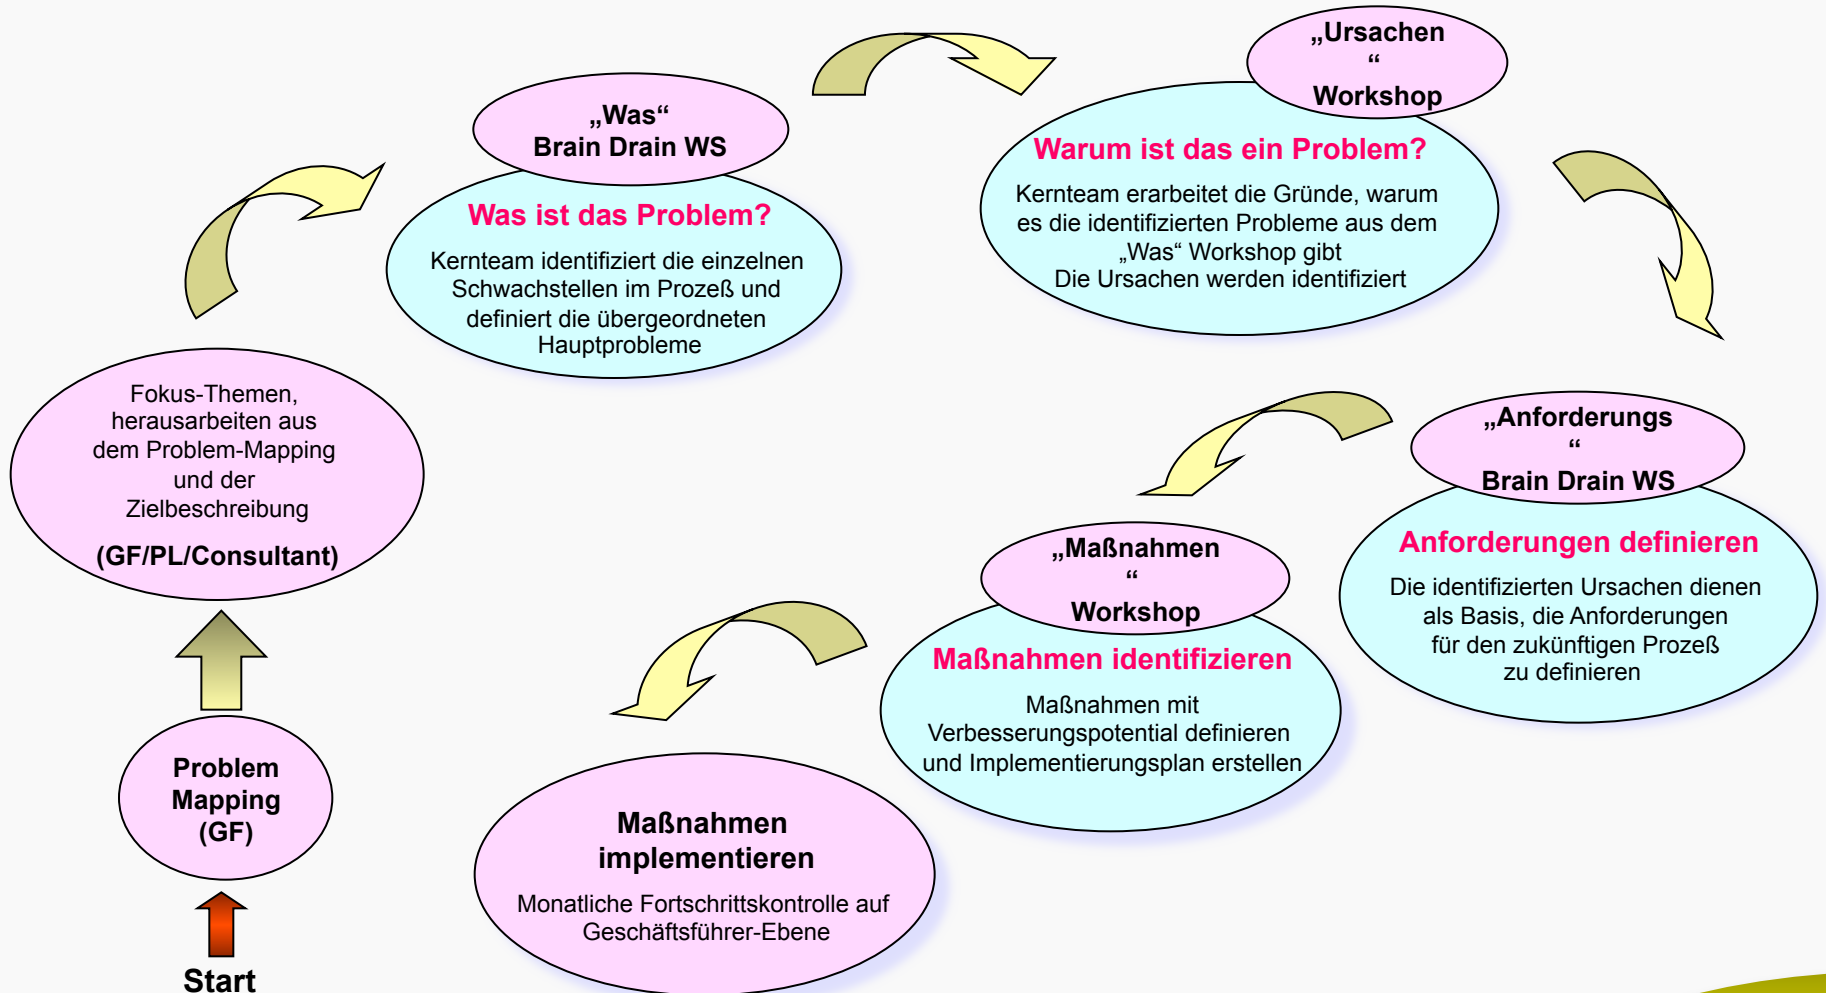 Start
Problem
Mapping
(GF)
Fokus-Themen,
herausarbeiten aus
dem Problem-Mapping
und der
Zielbeschreibung
(GF/PL/Consultant)
„Was“
Brain Drain WS
Was ist das Problem?
Kernteam identifiziert die einzelnen
Schwachstellen im Prozeß und
definiert die übergeordneten
Hauptprobleme
„Ursachen
“
Workshop
Warum ist das ein Problem?
Kernteam erarbeitet die Gründe, warum
es die identifizierten Probleme aus dem
„Was“ Workshop gibt
Die Ursachen werden identifiziert
„Anforderungs
“
Brain Drain WS
Anforderungen definieren
Die identifizierten Ursachen dienen
als Basis, die Anforderungen
für den zukünftigen Prozeß
zu definieren
„Maßnahmen
“
Workshop
Maßnahmen identifizieren
Maßnahmen mit
Verbesserungspotential definieren
und Implementierungsplan erstellen
Maßnahmen
implementieren
Monatliche Fortschrittskontrolle auf
Geschäftsführer-Ebene